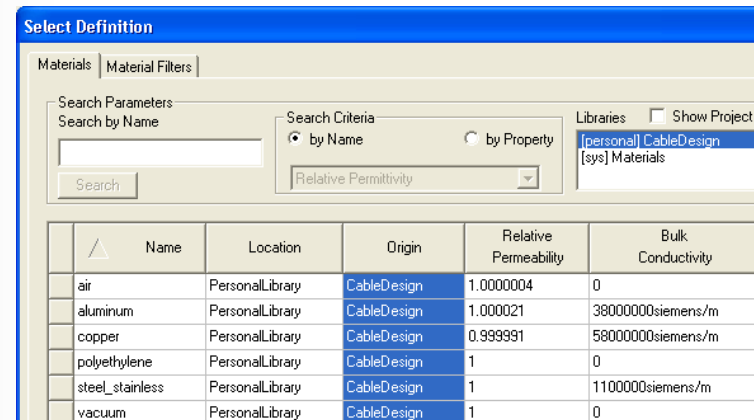 Select Definition
Materials Material Filters
Search Parameters
Search by Name
Search
Search Criteria
by Name by Property
Relative Permittivity
Libraries Show Project
[personal] CableDesign
[sys] Materials
Name Location Origin Relative Permeability Bulk Conductivity
air PersonalLibrary CableDesign 1.0000004 0
aluminum PersonalLibrary CableDesign 1.000021 38000000siemens/m
copper PersonalLibrary CableDesign 0.999991 58000000siemens/m
polyethylene PersonalLibrary CableDesign 1 0
steel_stainless PersonalLibrary CableDesign 1 1100000siemens/m
vacuum PersonalLibrary CableDesign 1 0